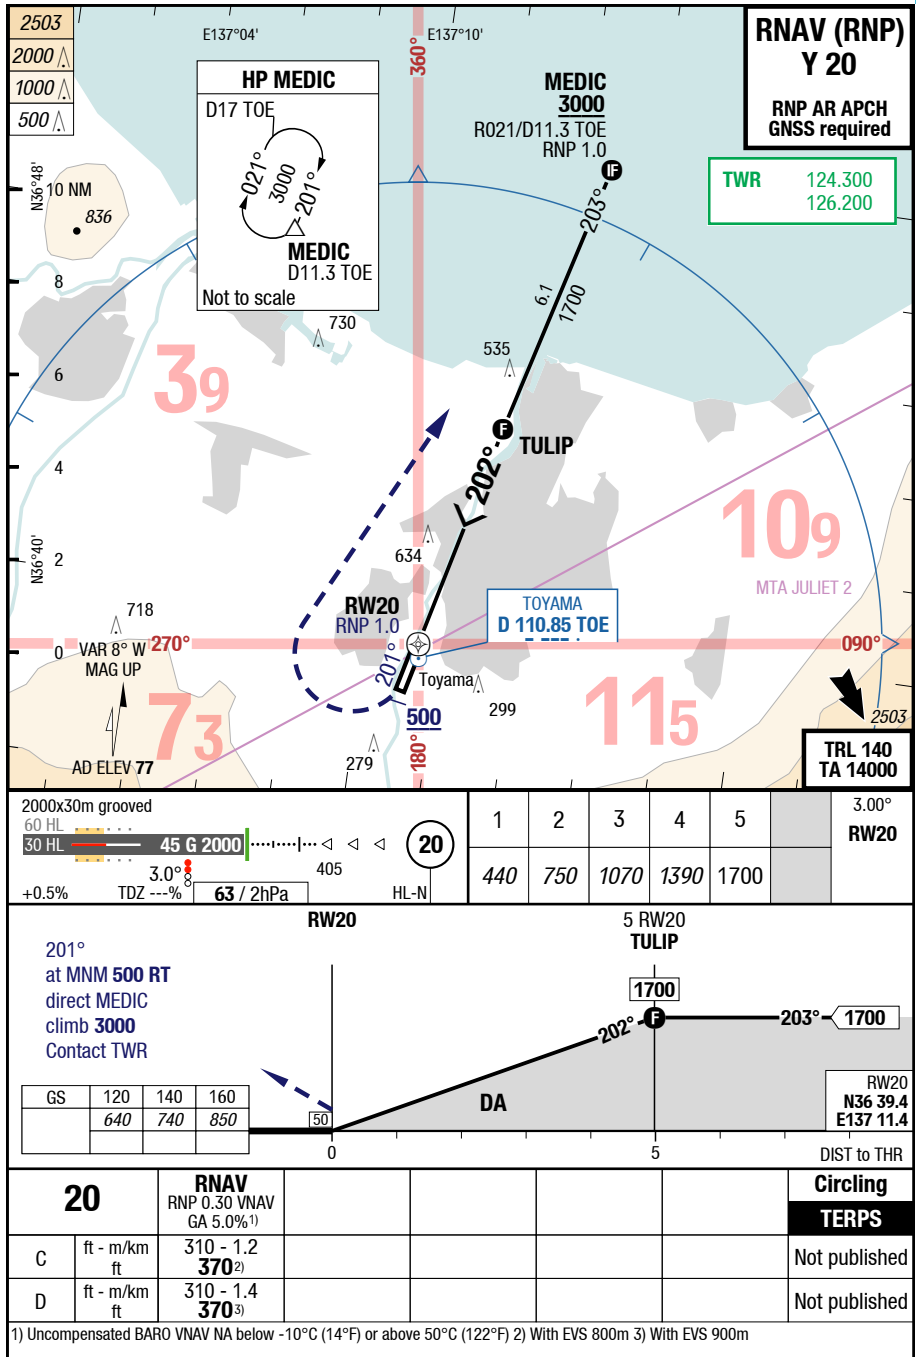 2503
2000
1000
500
E137°04'
E137°10'
360°
RNAV (RNP)
Y 20
RNP AR APCH
GNSS required
TWR 124.300
126.200
HP MEDIC
D17 TOE
021°
3000
201°
MEDIC
D11.3 TOE
Not to scale
MEDIC
3000
R021/D11.3 TOE
RNP 1.0
IF
203°
N36°48'
10 NM
836
8
6.1
1700
730
535
6
39
F
TULIP
4
202°
109
634
N36°40'
2
MTA JULIET 2
718
RW20
RNP 1.0
TOYAMA
D 110.85 TOE
0
VAR 8° W
MAG UP
270°
090°
201°
Toyama
73
115
299
2503
500
180°
279
AD ELEV 77
TRL 140
TA 14000
2000x30m grooved
60 HL
30 HL
45 G 2000
405
20
3.0°
+0.5%
TDZ ---%
63 / 2hPa
HL-N
1 2 3 4 5
3.00°
RW20
440 750 1070 1390 1700
RW20
5 RW20
TULIP
201°
at MNM 500 RT
direct MEDIC
climb 3000
Contact TWR
1700
F
202°
203°
1700
DA
GS 120 140 160
640 740 850
50
RW20
N36 39.4
E137 11.4
0
5
DIST to THR
20
RNAV
RNP 0.30 VNAV
GA 5.0%1)
Circling
TERPS
C
ft - m/km
ft
310 - 1.2
370 2)
Not published
D
ft - m/km
ft
310 - 1.4
370 3)
Not published
1) Uncompensated BARO VNAV NA below -10°C (14°F) or above 50°C (122°F) 2) With EVS 800m 3) With EVS 900m